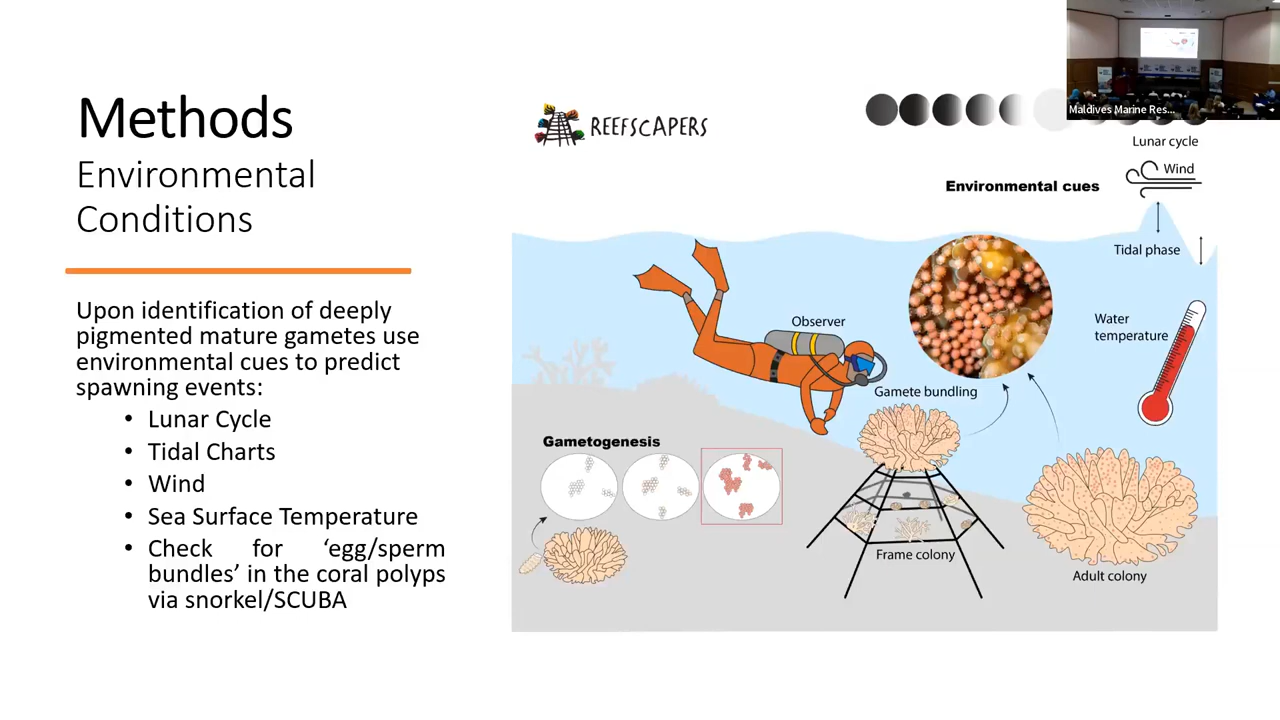 Methods
Environmental
Conditions
Upon identification of deeply
pigmented mature gametes use
environmental cues to predict
spawning events:
• Lunar Cycle
• Tidal Charts
• Wind
• Sea Surface Temperature
• Check for ‘egg/sperm
bundles’ in the coral polyps
via snorkel/SCUBA
REEFSCAPERS
Maldives Marine Res...
Lunar cycle
Wind
Environmental cues
Tidal phase
Water
temperature
Observer
Gamete bundling
Gametogenesis
Frame colony
Adult colony